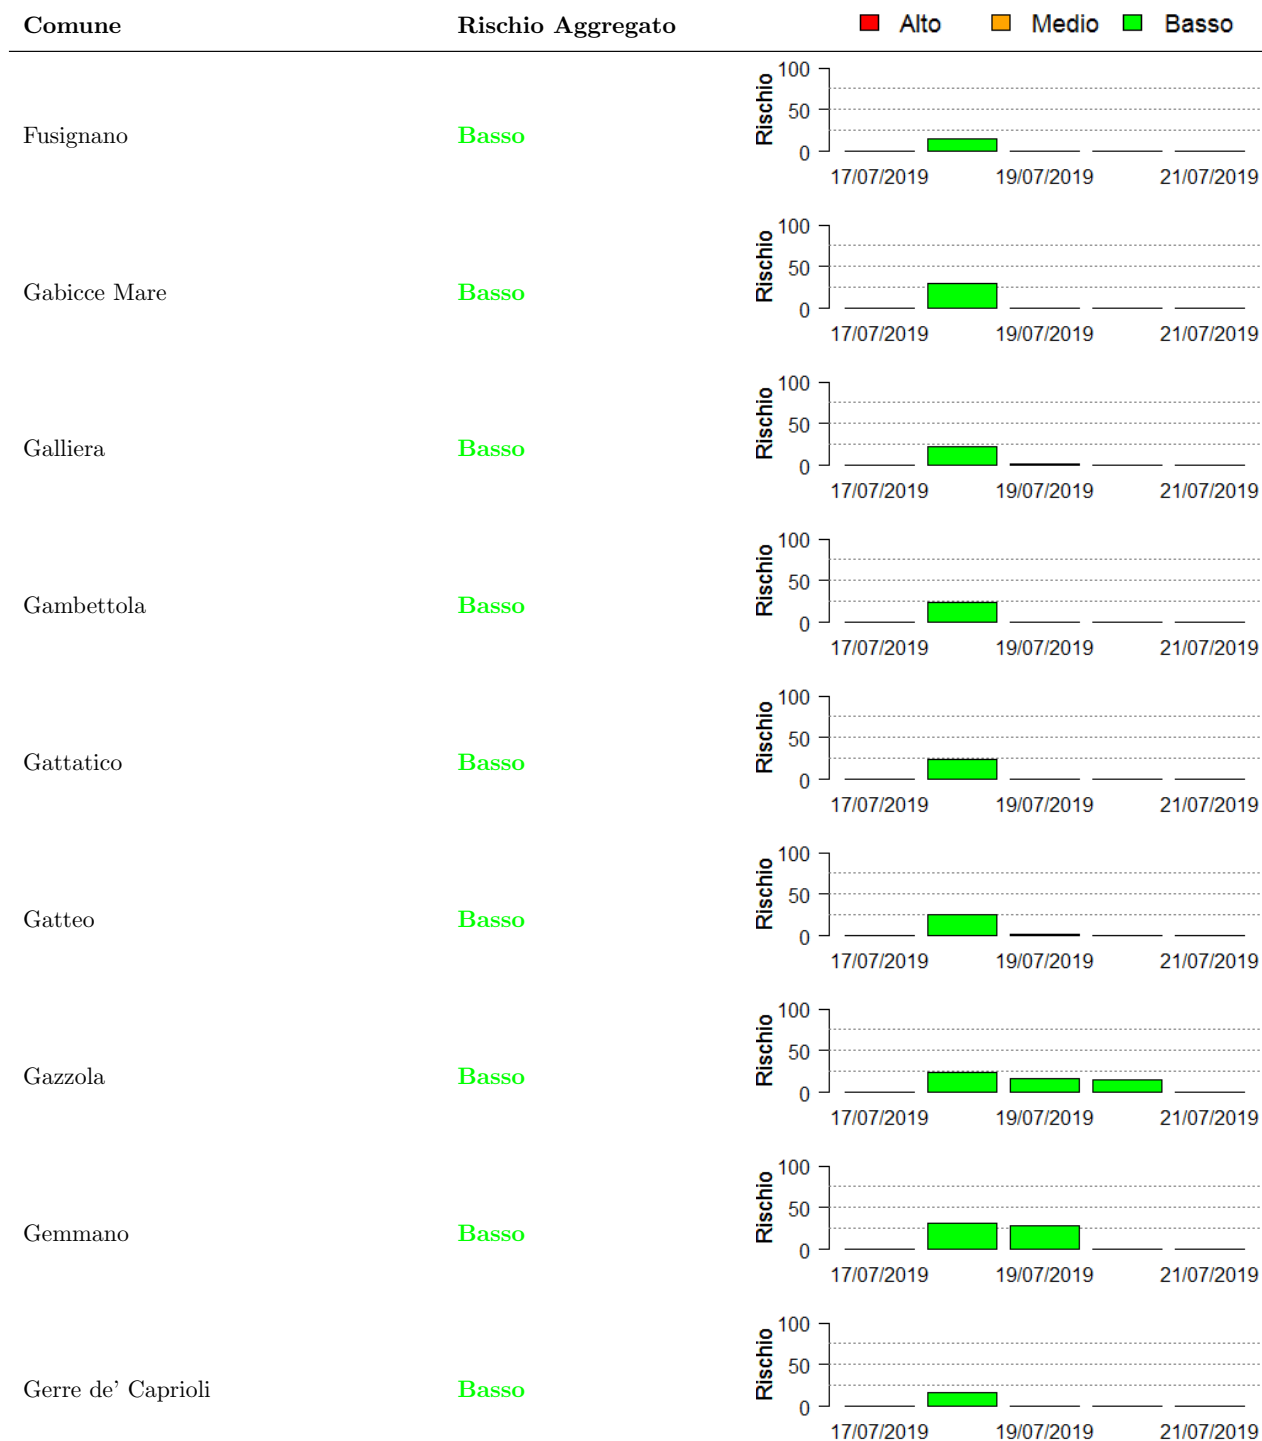 Comune Rischio Aggregato Alto Medio Basso
Fusignano Basso Rischio 100 50 0
17/07/2019 19/07/2019 21/07/2019
Gabicce Mare Basso Rischio 100 50 0
17/07/2019 19/07/2019 21/07/2019
Galliera Basso Rischio 100 50 0
17/07/2019 19/07/2019 21/07/2019
Gambettola Basso Rischio 100 50 0
17/07/2019 19/07/2019 21/07/2019
Gattatico Basso Rischio 100 50 0
17/07/2019 19/07/2019 21/07/2019
Gatteo Basso Rischio 100 50 0
17/07/2019 19/07/2019 21/07/2019
Gazzola Basso Rischio 100 50 0
17/07/2019 19/07/2019 21/07/2019
Gemmano Basso Rischio 100 50 0
17/07/2019 19/07/2019 21/07/2019
Gerre de' Caprioli Basso Rischio 100 50 0
17/07/2019 19/07/2019 21/07/2019